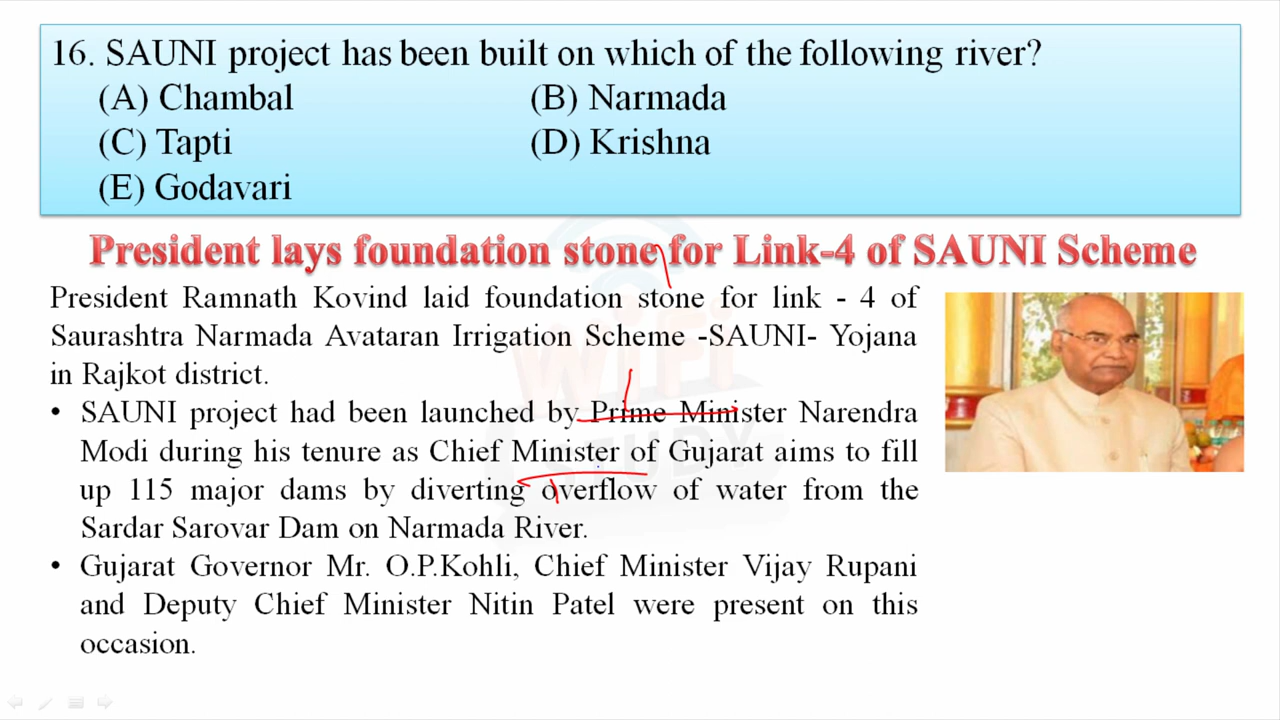 16. SAUNI project has been built on which of the following river?
(A) Chambal (B) Narmada
(C) Tapti (D) Krishna
(E) Godavari
President lays foundation stone for Link-4 of SAUNI Scheme
President Ramnath Kovind laid foundation stone for link - 4 of
Saurashtra Narmada Avataran Irrigation Scheme -SAUNI- Yojana
in Rajkot district.
• SAUNI project had been launched by Prime Minister Narendra
Modi during his tenure as Chief Minister of Gujarat aims to fill
up 115 major dams by diverting overflow of water from the
Sardar Sarovar Dam on Narmada River.
• Gujarat Governor Mr. O.P.Kohli, Chief Minister Vijay Rupani
and Deputy Chief Minister Nitin Patel were present on this
occasion.
WiFi
STUDY